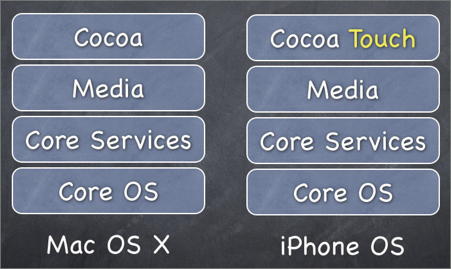 Cocoa
Media
Core Services
Core OS
Mac OS X
Cocoa Touch
Media
Core Services
Core OS
iPhone OS